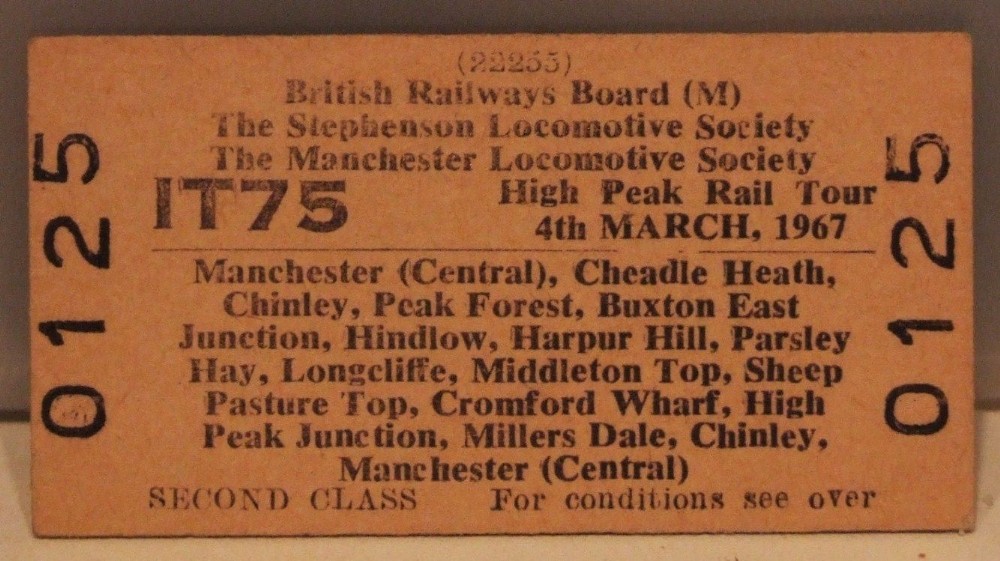 (22255)
British Railways Board (M)
The Stephenson Locomotive Society
The Manchester Locomotive Society
1T75 High Peak Rail Tour
4th MARCH, 1967
Manchester (Central), Cheadle Heath,
Chinley, Peak Forest, Buxton East
Junction, Hindlow, Harpur Hill, Parsley
Hay, Longcliffe, Middleton Top, Sheep
Pasture Top, Cromford Wharf, High
Peak Junction, Millers Dale, Chinley,
Manchester (Central)
SECOND CLASS For conditions see over
0125
0125